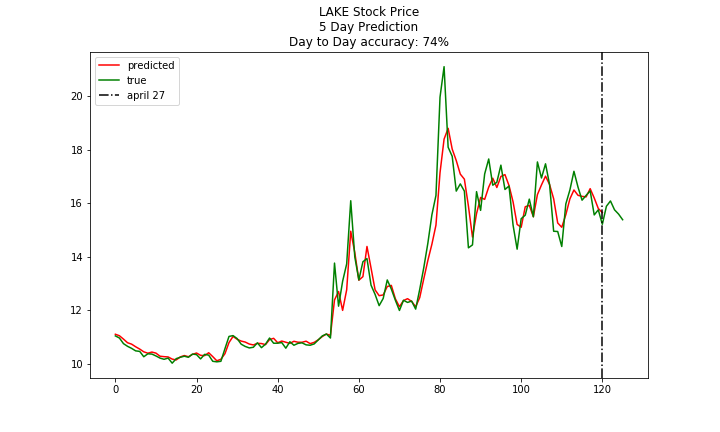 LAKE Stock Price
5 Day Prediction
Day to Day accuracy: 74%
predicted
true
april 27
20
18
16
14
12
10
0 20 40 60 80 100 120